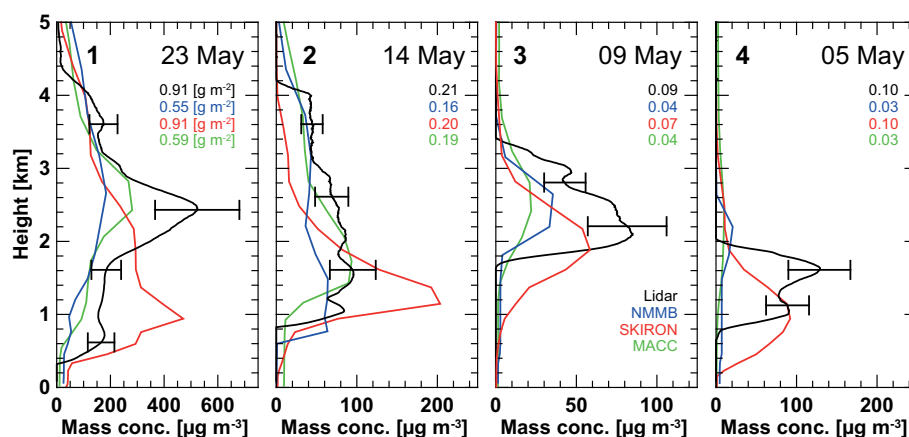 1 23 May
0.91 [g m-2]
0.55 [g m-2]
0.91 [g m-2]
0.59 [g m-2]
2 14 May
0.21
0.16
0.20
0.19
3 09 May
0.09
0.04
0.07
0.04
Lidar
NMMB
SKIRON
MACC
4 05 May
0.10
0.03
0.10
0.03
Height [km]
5
4
3
2
1
0
0 200 400 600
0 100 200
0 50 100
0 100 200
Mass conc. [µg m-3]
Mass conc. [µg m-3]
Mass conc. [µg m-3]
Mass conc. [µg m-3]